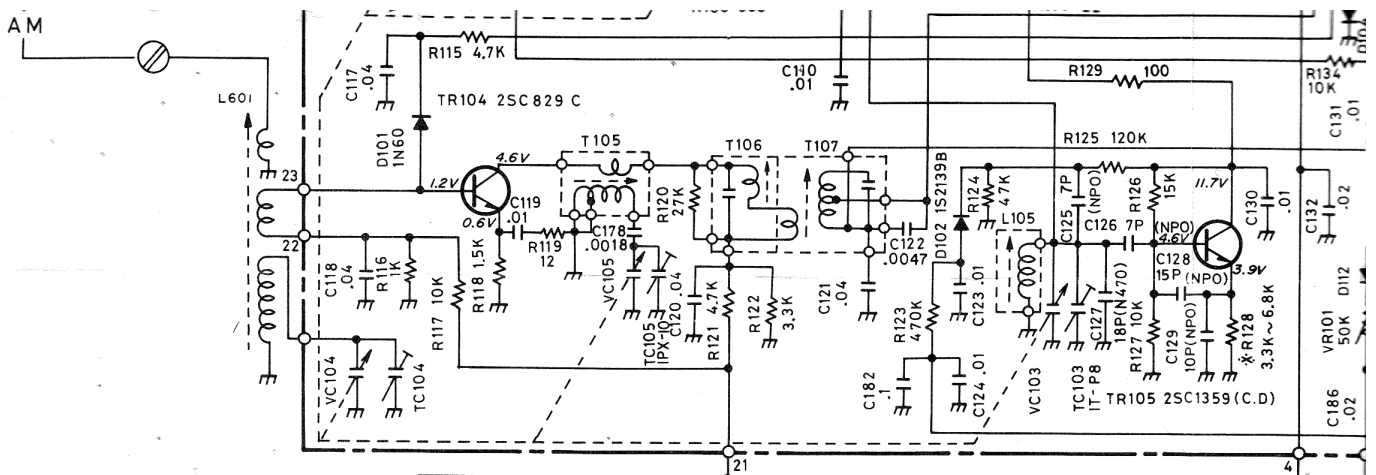 AM
L601
23
22
R115 4.7K
C117
.04
TR104 2SC829 C
D101
1N60
4.6V
1.2V
0.6V
C119
.01
R119
12
T105
C178
.0018
C118
.04
R116
1K
R117 10K
R118 1.5K
VC104
TC104
VC105
TC105
IPX-10
R120
27K
C120 .04
R121 4.7K
R122
3.3K
21
T106
T107
C110
.01
C121
.04
C122
.0047
D102 1S2139B
R123
470K
C123 .01
C182
.1
C124 .01
R124
47K
L105
VC103
TC103
IT-P8
C125 7P
(NPO)
C126 7P
(NPO)
C127
18P(N470)
R125 120K
R126
15K
R127 10K
C128
15P(NPO)
C129
10P(NPO)
4.6V
11.7V
3.9V
※R128
3.3K~6.8K
TR105 2SC1359(C.D)
R129 100
C130
.01
C132
.02
4
R134
10K
C131
.01
D112
VR101
50K
C186
.02